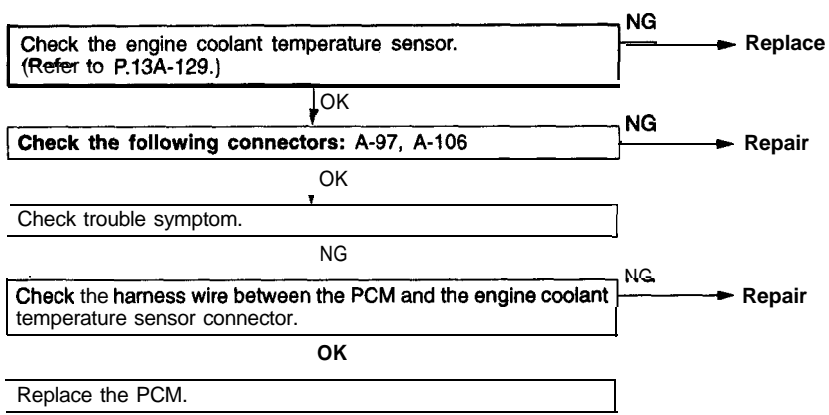 NG
Check the engine coolant temperature sensor.
Replace
(Refer to P.13A-129.)
OK
NG
Check the following connectors: A-97, A-106
Repair
OK
Check trouble symptom.
NG
NG
Check the harness wire between the PCM and the engine coolant
Repair
temperature sensor connector.
OK
Replace the PCM.